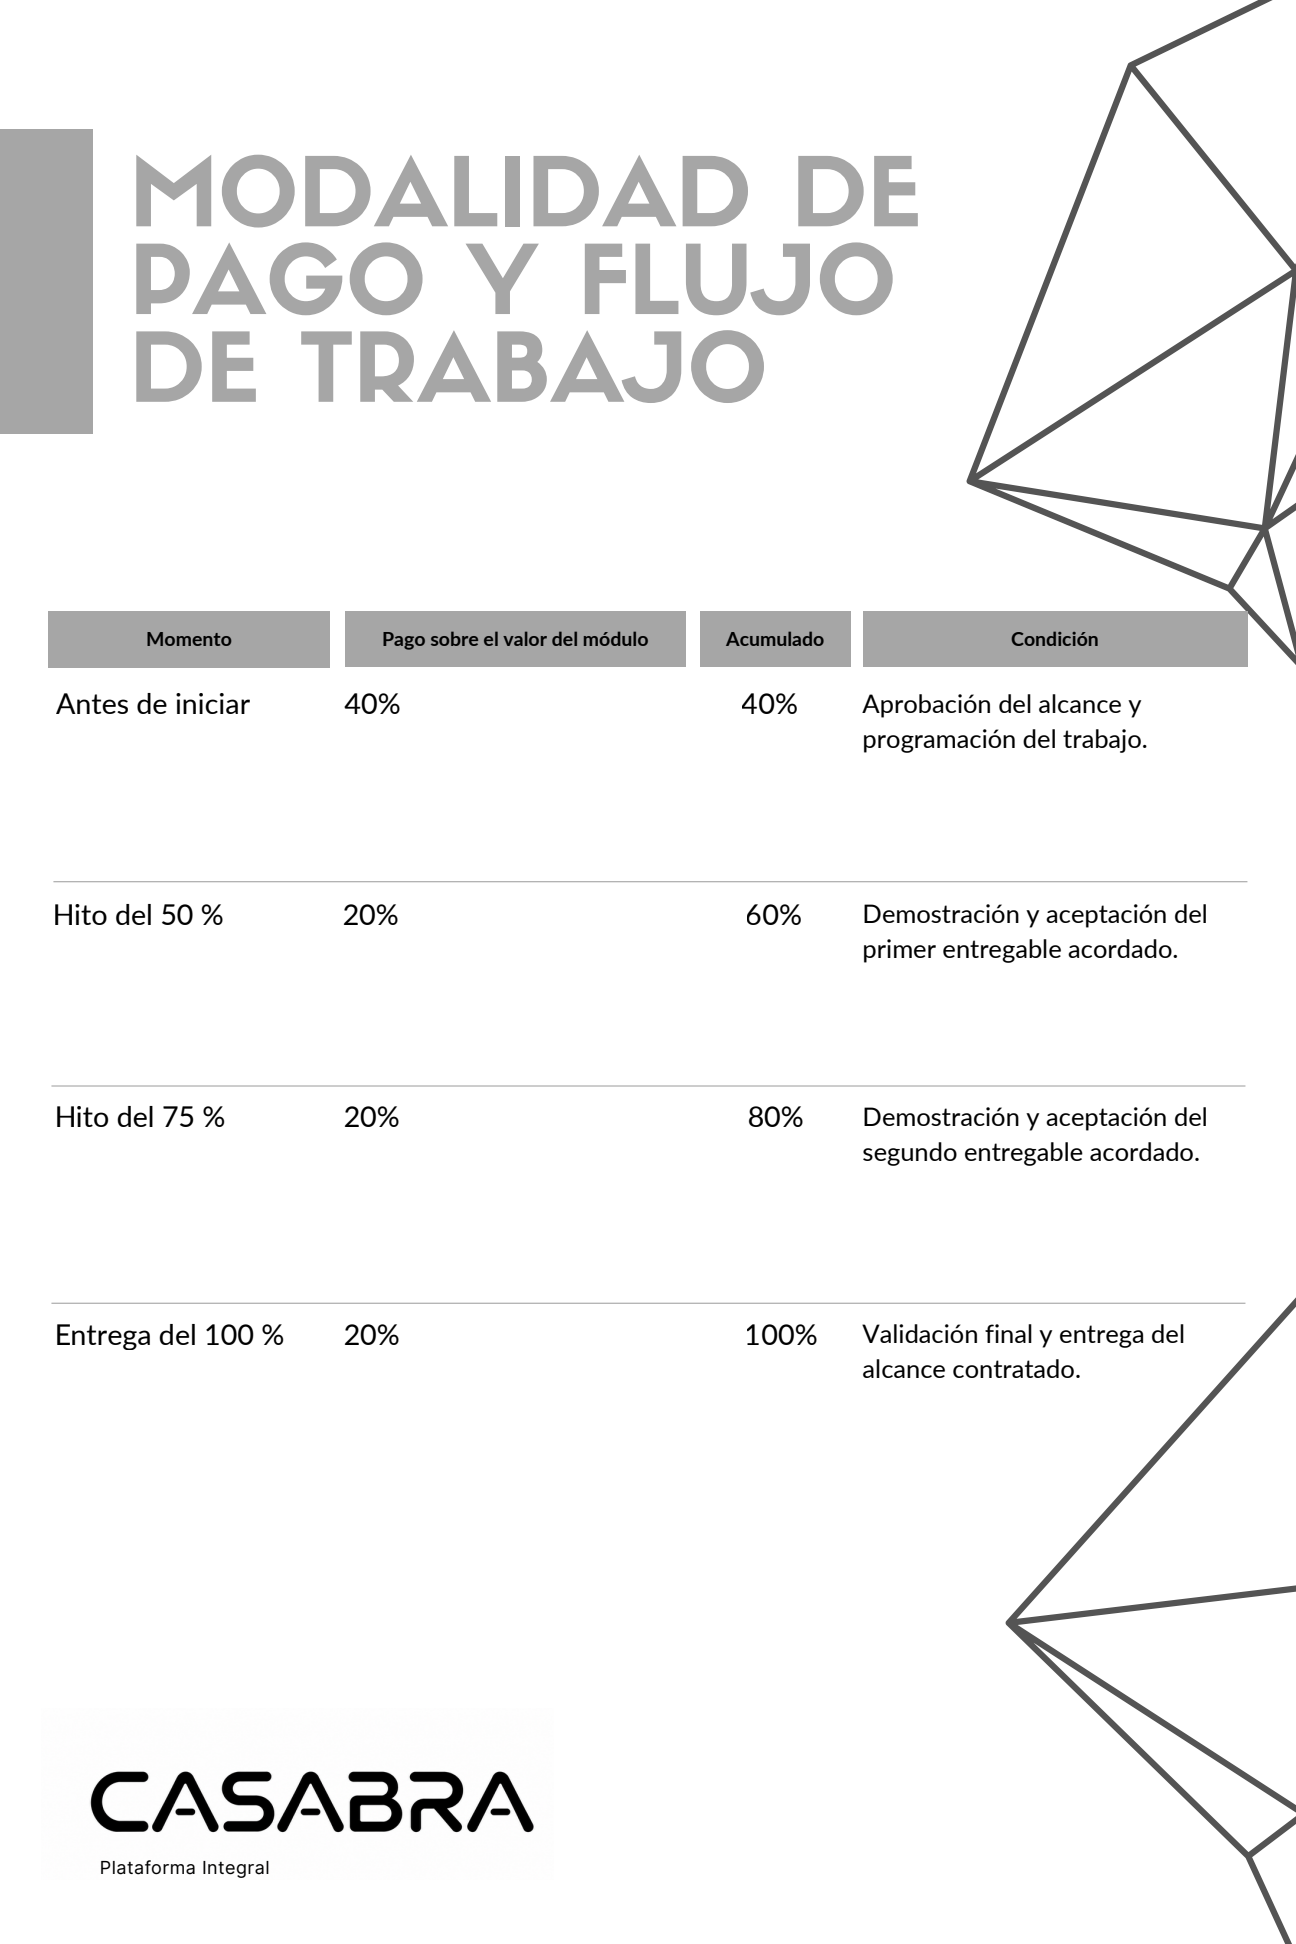 MODALIDAD DE
PAGO Y FLUJO
DE TRABAJO
Momento Pago sobre el valor del módulo Acumulado Condición
Antes de iniciar 40% 40% Aprobación del alcance y
programación del trabajo.
Hito del 50 % 20% 60% Demostración y aceptación del
primer entregable acordado.
Hito del 75 % 20% 80% Demostración y aceptación del
segundo entregable acordado.
Entrega del 100 % 20% 100% Validación final y entrega del
alcance contratado.
CASABRA
Plataforma Integral